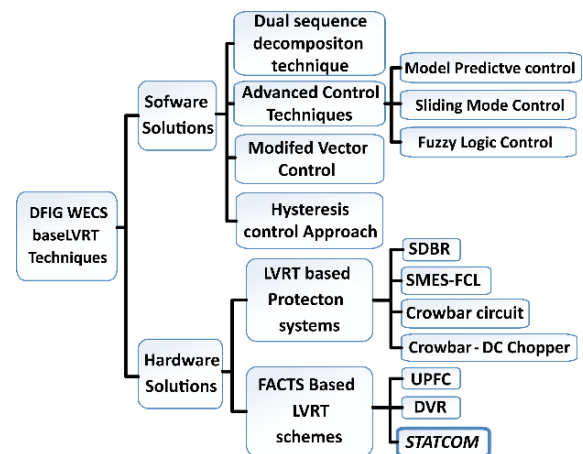 DFIG WECS
baseLVRT
Techniques
Sofware
Solutions
Dual sequence
decompositon
technique
Advanced Control
Techniques
Model Predictve control
Sliding Mode Control
Fuzzy Logic Control
Modifed Vector
Control
Hysteresis
control Approach
Hardware
Solutions
LVRT based
Protecton
systems
SDBR
SMES-FCL
Crowbar circuit
Crowbar - DC Chopper
FACTS Based
LVRT
schemes
UPFC
DVR
STATCOM